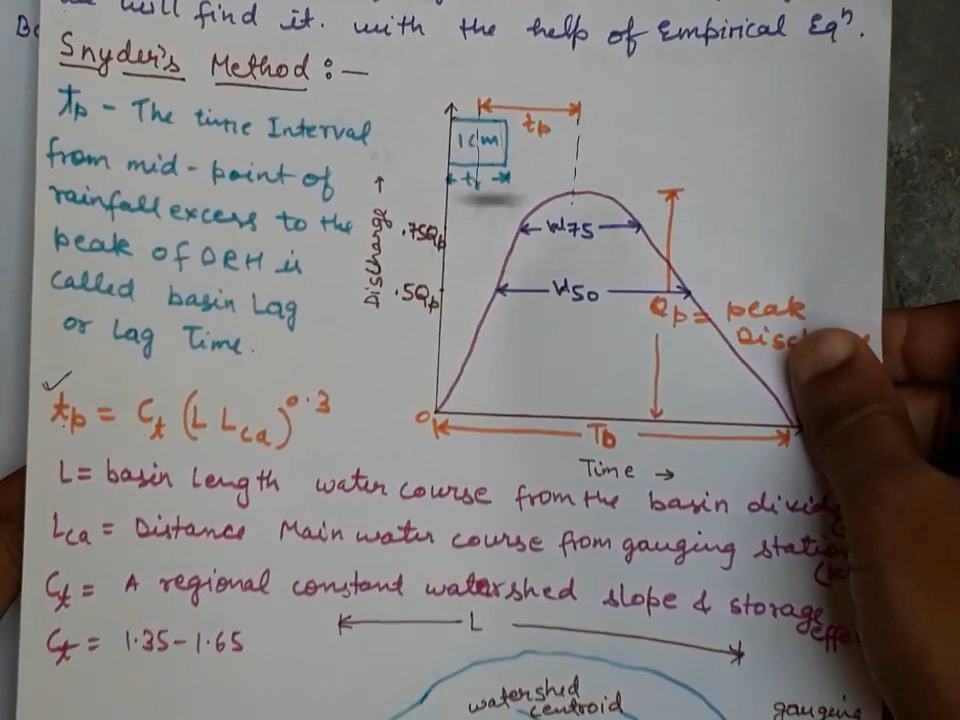 will find it. with the help of Empirical Eqn.
Snyder's Method :-
tp - The time Interval
from mid-point of
rainfall excess to the
peak of DRH is
called basin Lag
or Lag Time.
tp
1cm
tr
Discharge →
.75Qp
W75
.5Qp
W50
Qp = peak
0
Tb
Time →
tp = Ct (L Lca)^0.3
L = basin Length water course from the basin divide
Lca = Distance Main water course from gauging station
Ct = A regional constant watershed slope & storage
Ct = 1.35-1.65
L
watershed
centroid
gauging